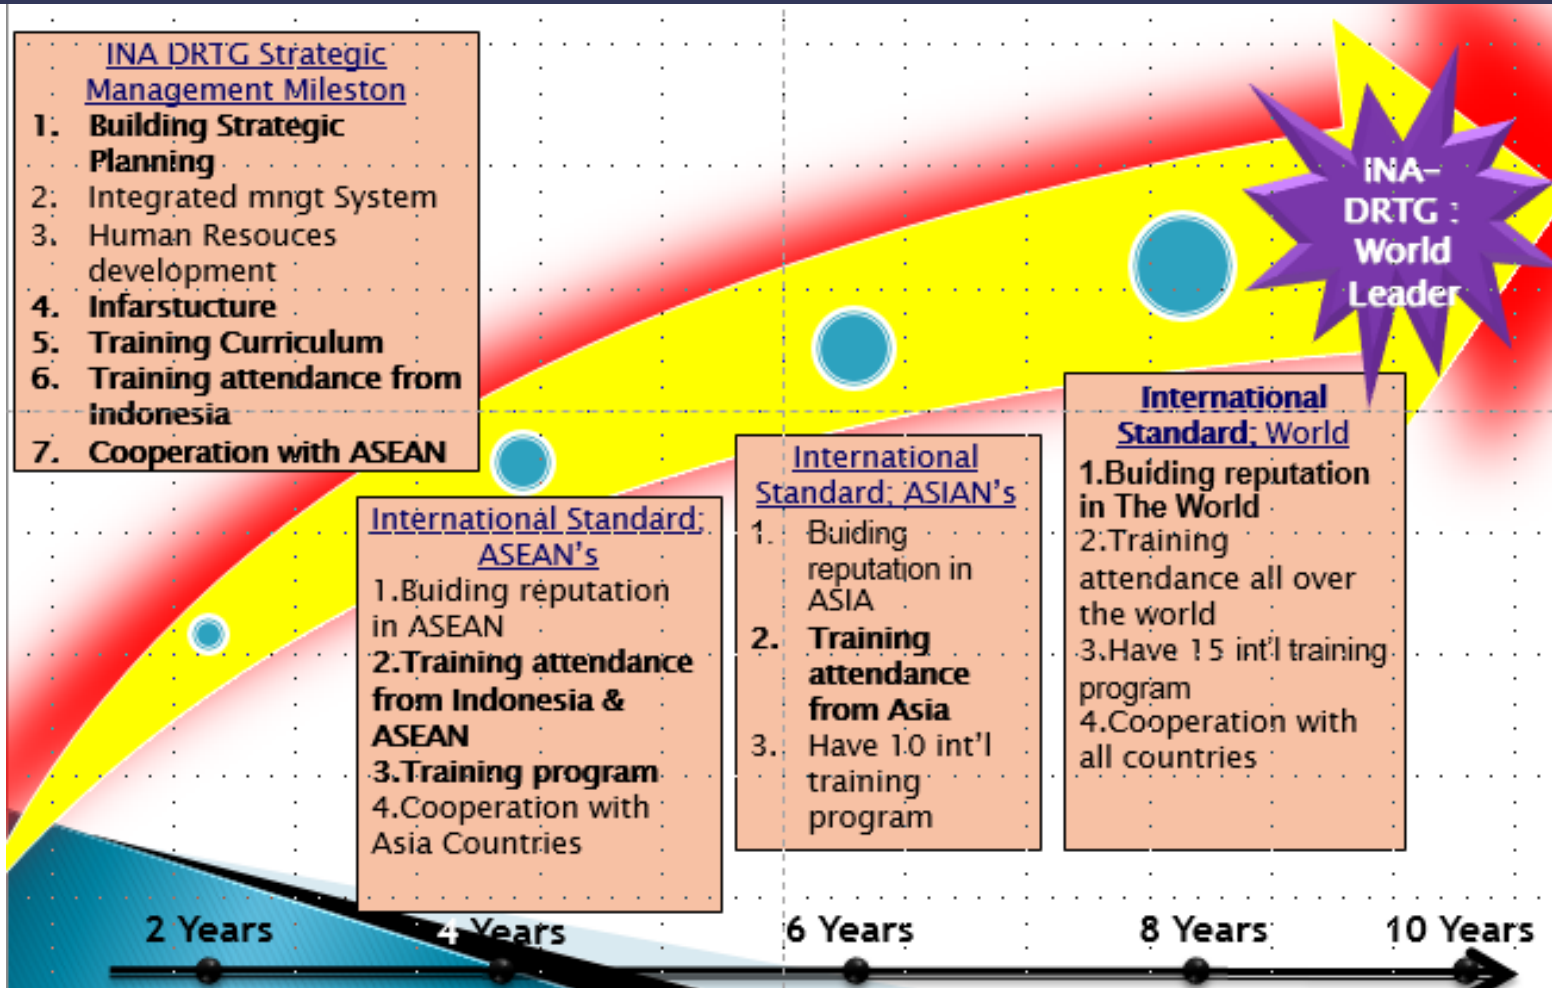 INA DRTG Strategic
Management Mileston
1. Building Strategic
Planning
2. Integrated mngt System
3. Human Resouces
development
4. Infarstucture
5. Training Curriculum
6. Training attendance from
Indonesia
7. Cooperation with ASEAN
International Standard;
ASEAN's
1.Buiding reputation
in ASEAN
2.Training attendance
from Indonesia &
ASEAN
3.Training program
4.Cooperation with
Asia Countries
International
Standard; ASIAN's
1. Buiding
reputation in
ASIA
2. Training
attendance
from Asia
3. Have 10 int'l
training
program
International
Standard; World
1.Buiding reputation
in The World
2.Training
attendance all over
the world
3.Have 15 int'l training
program
4.Cooperation with
all countries
INA-
DRTG :
World
Leader
2 Years
4 Years
6 Years
8 Years
10 Years